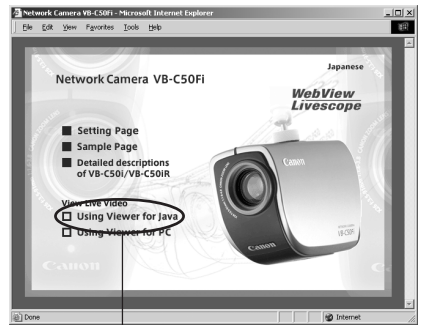 Network Camera VB-C50Fi - Microsoft Internet Explorer
File Edit View Favorites Tools Help
Japanese
Network Camera VB-C50Fi
WebView
Livescope
Setting Page
Sample Page
Detailed descriptions
of VB-C50i/VB-C50iR
View Live Video
Using Viewer for Java
Using Viewer for PC
Canon
Canon
VB-C50Fi
Canon
Done
Internet